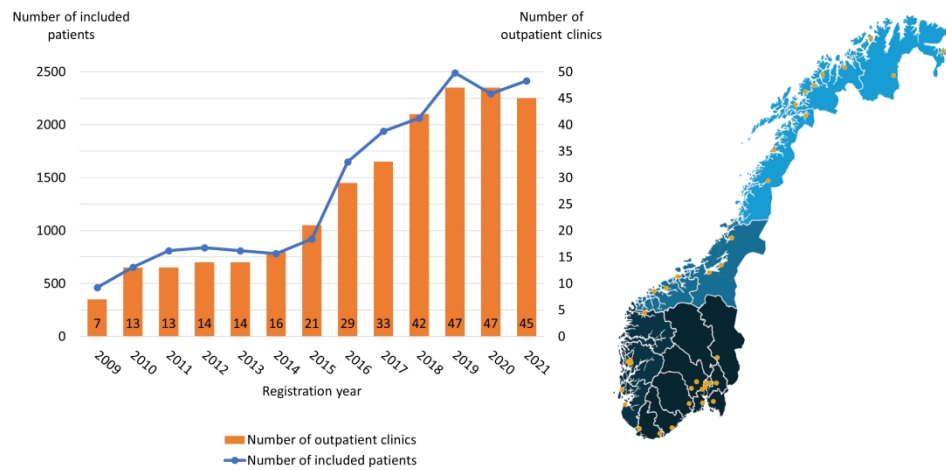 Number of included
patients
Number of
outpatient clinics
2500
2000
1500
1000
500
0
50
45
40
35
30
25
20
15
10
5
0
7 13 13 14 14 16 21 29 33 42 47 47 45
2009 2010 2011 2012 2013 2014 2015 2016 2017 2018 2019 2020 2021
Registration year
Number of outpatient clinics
Number of included patients